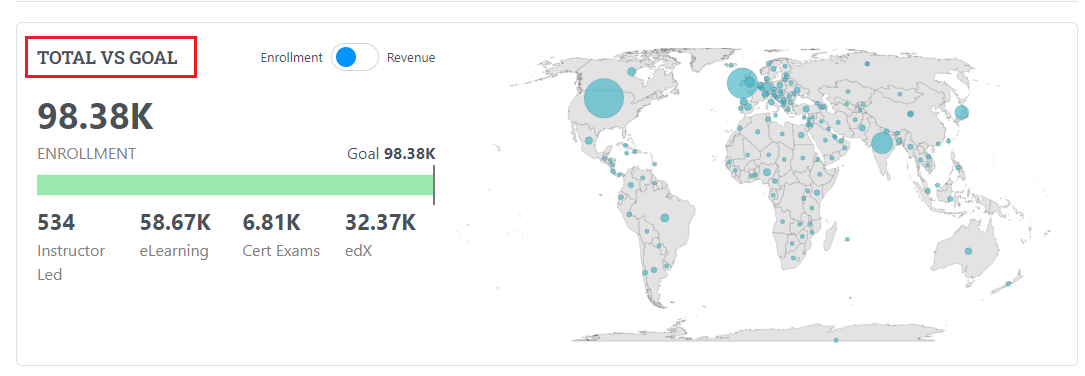 TOTAL VS GOAL
Enrollment Revenue
98.38K
ENROLLMENT
Goal 98.38K
534 58.67K 6.81K 32.37K
Instructor eLearning Cert Exams edX
Led